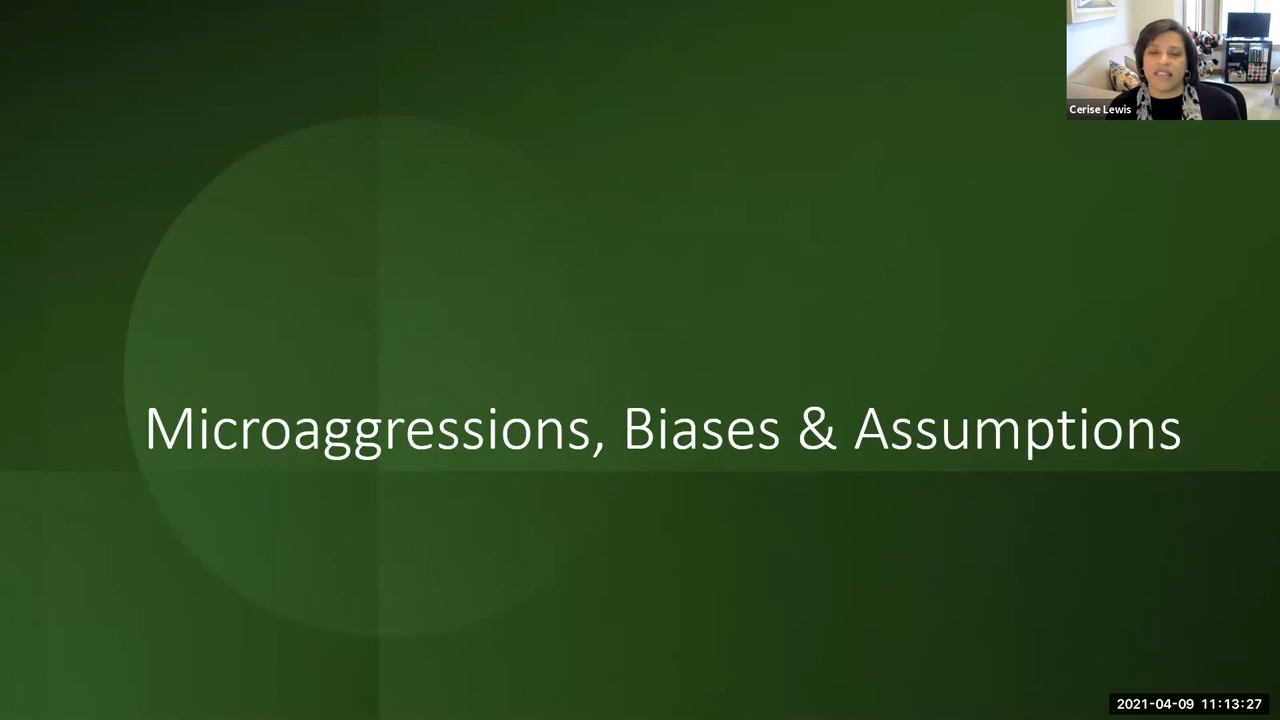 Cerise Lewis
Microaggressions, Biases & Assumptions
2021-04-09 11:13:27